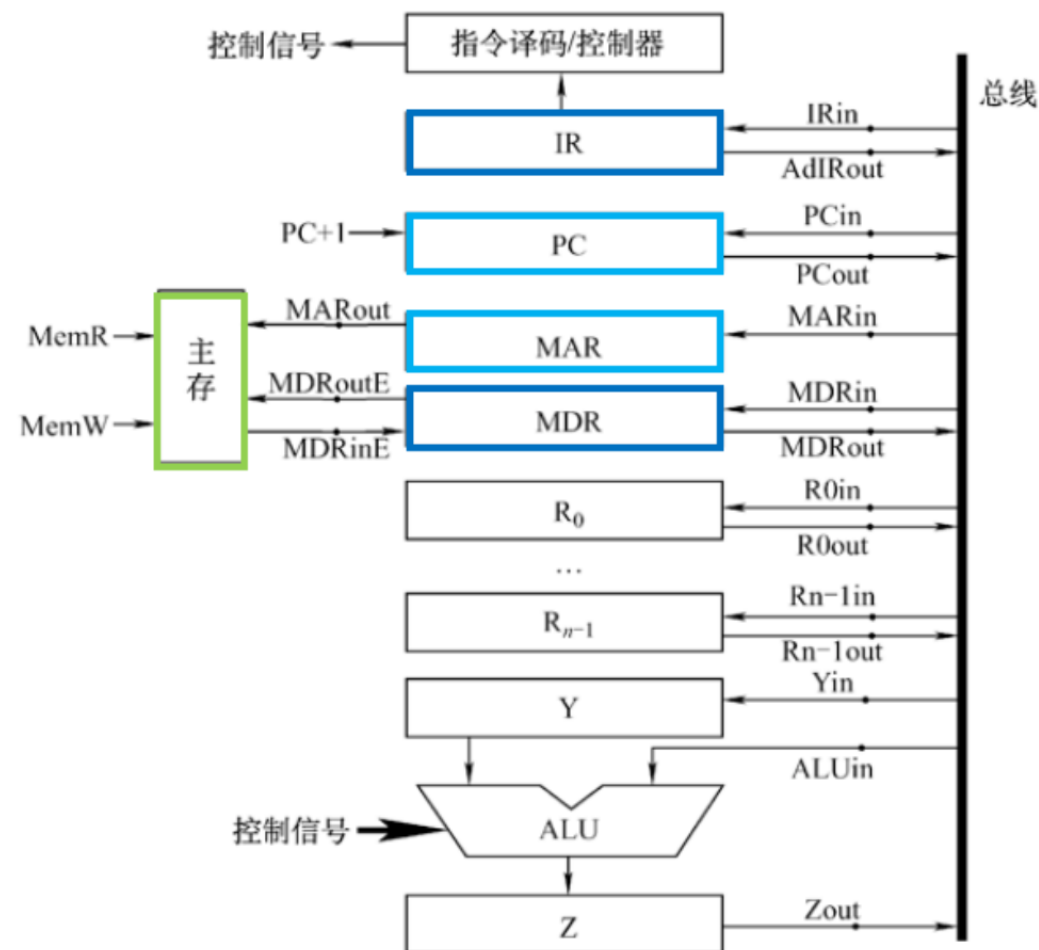 控制信号
指令译码/控制器
总线
IRin
IR
AdIRout
PCin
PC+1
PC
PCout
MARout
MARin
MemR
主
存
MAR
MDRoutE
MDRin
MemW
MDR
MDRinE
MDRout
R0in
R₀
R0out
…
Rn-1in
Rₙ₋₁
Rn-1out
Yin
Y
ALUin
控制信号
ALU
Zout
Z